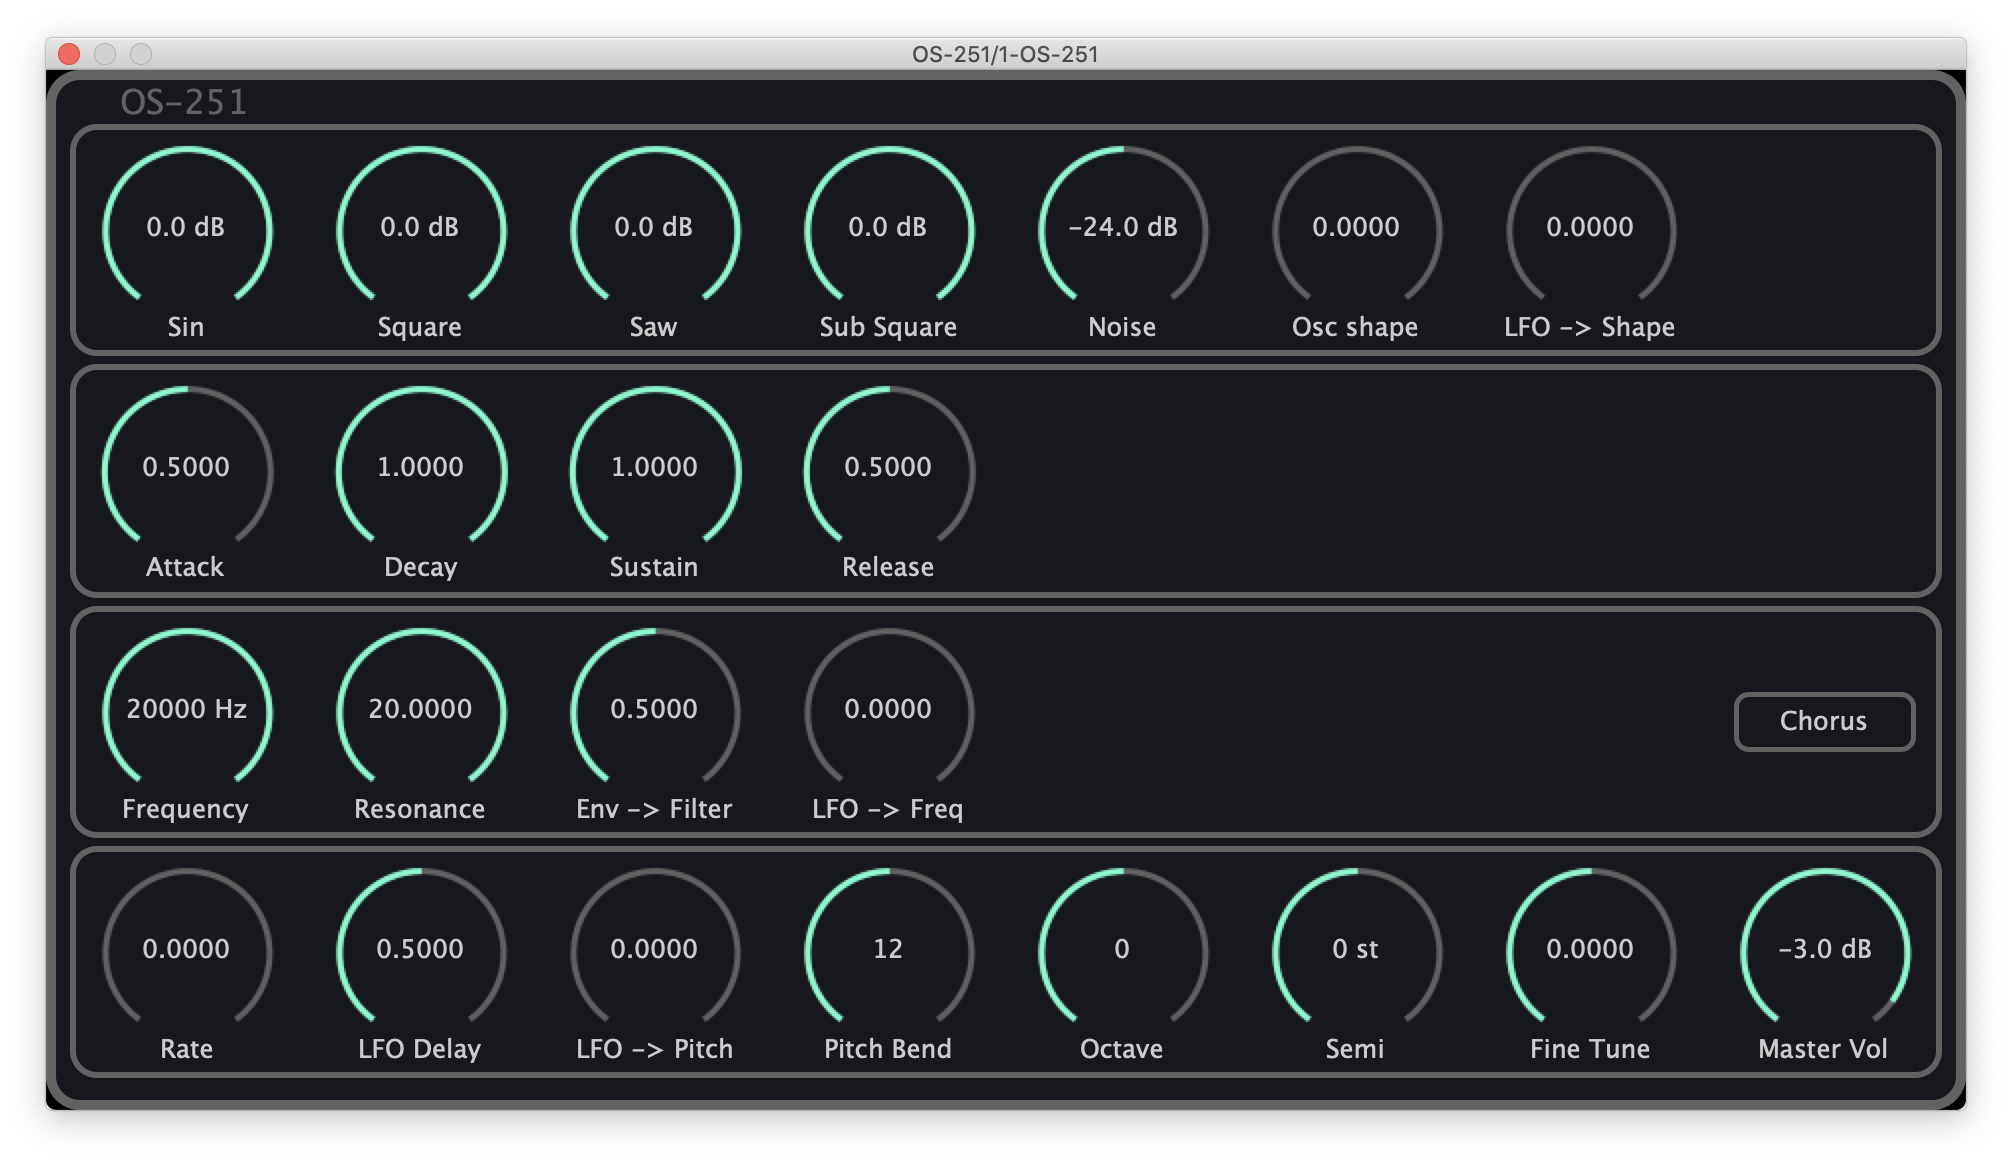 OS-251/1-OS-251
OS-251
0.0 dB 0.0 dB 0.0 dB 0.0 dB -24.0 dB 0.0000 0.0000
Sin Square Saw Sub Square Noise Osc shape LFO -> Shape
0.5000 1.0000 1.0000 0.5000
Attack Decay Sustain Release
20000 Hz 20.0000 0.5000 0.0000 Chorus
Frequency Resonance Env -> Filter LFO -> Freq
0.0000 0.5000 0.0000 12 0 0 st 0.0000 -3.0 dB
Rate LFO Delay LFO -> Pitch Pitch Bend Octave Semi Fine Tune Master Vol